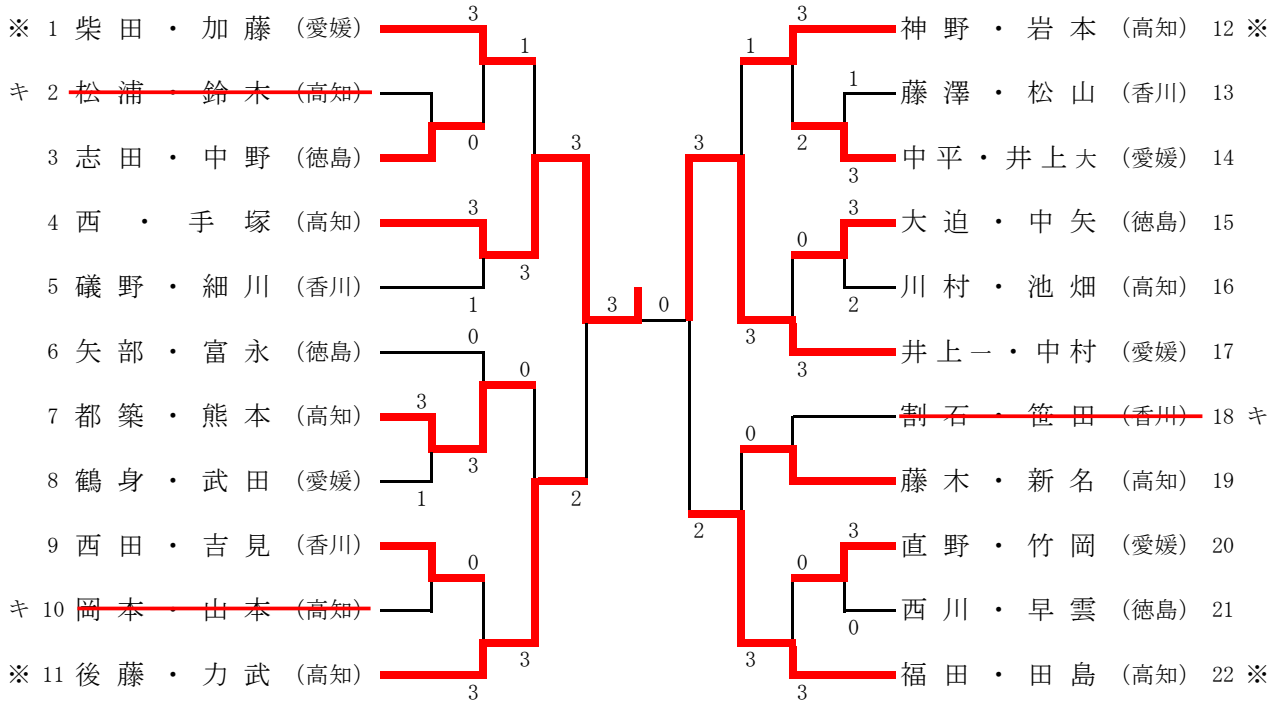 ※ 1 柴田・加藤 (愛媛)
キ 2 松浦・鈴木 (高知)
3 志田・中野 (徳島)
4 西・手塚 (高知)
5 礒野・細川 (香川)
6 矢部・富永 (徳島)
7 都築・熊本 (高知)
8 鶴身・武田 (愛媛)
9 西田・吉見 (香川)
キ 10 岡本・山本 (高知)
※ 11 後藤・力武 (高知)
3
1
0
3
3
3
1
0
0
3
3
1
2
0
3
3
3
0
神野・岩本 (高知) 12 ※
藤澤・松山 (香川) 13
中平・井上大 (愛媛) 14
大迫・中矢 (徳島) 15
川村・池畑 (高知) 16
井上一・中村 (愛媛) 17
割石・笹田 (香川) 18 キ
藤木・新名 (高知) 19
直野・竹岡 (愛媛) 20
西川・早雲 (徳島) 21
福田・田島 (高知) 22 ※
3
1
1
2
3
3
3
0
2
3
3
0
2
3
0
0
3
3